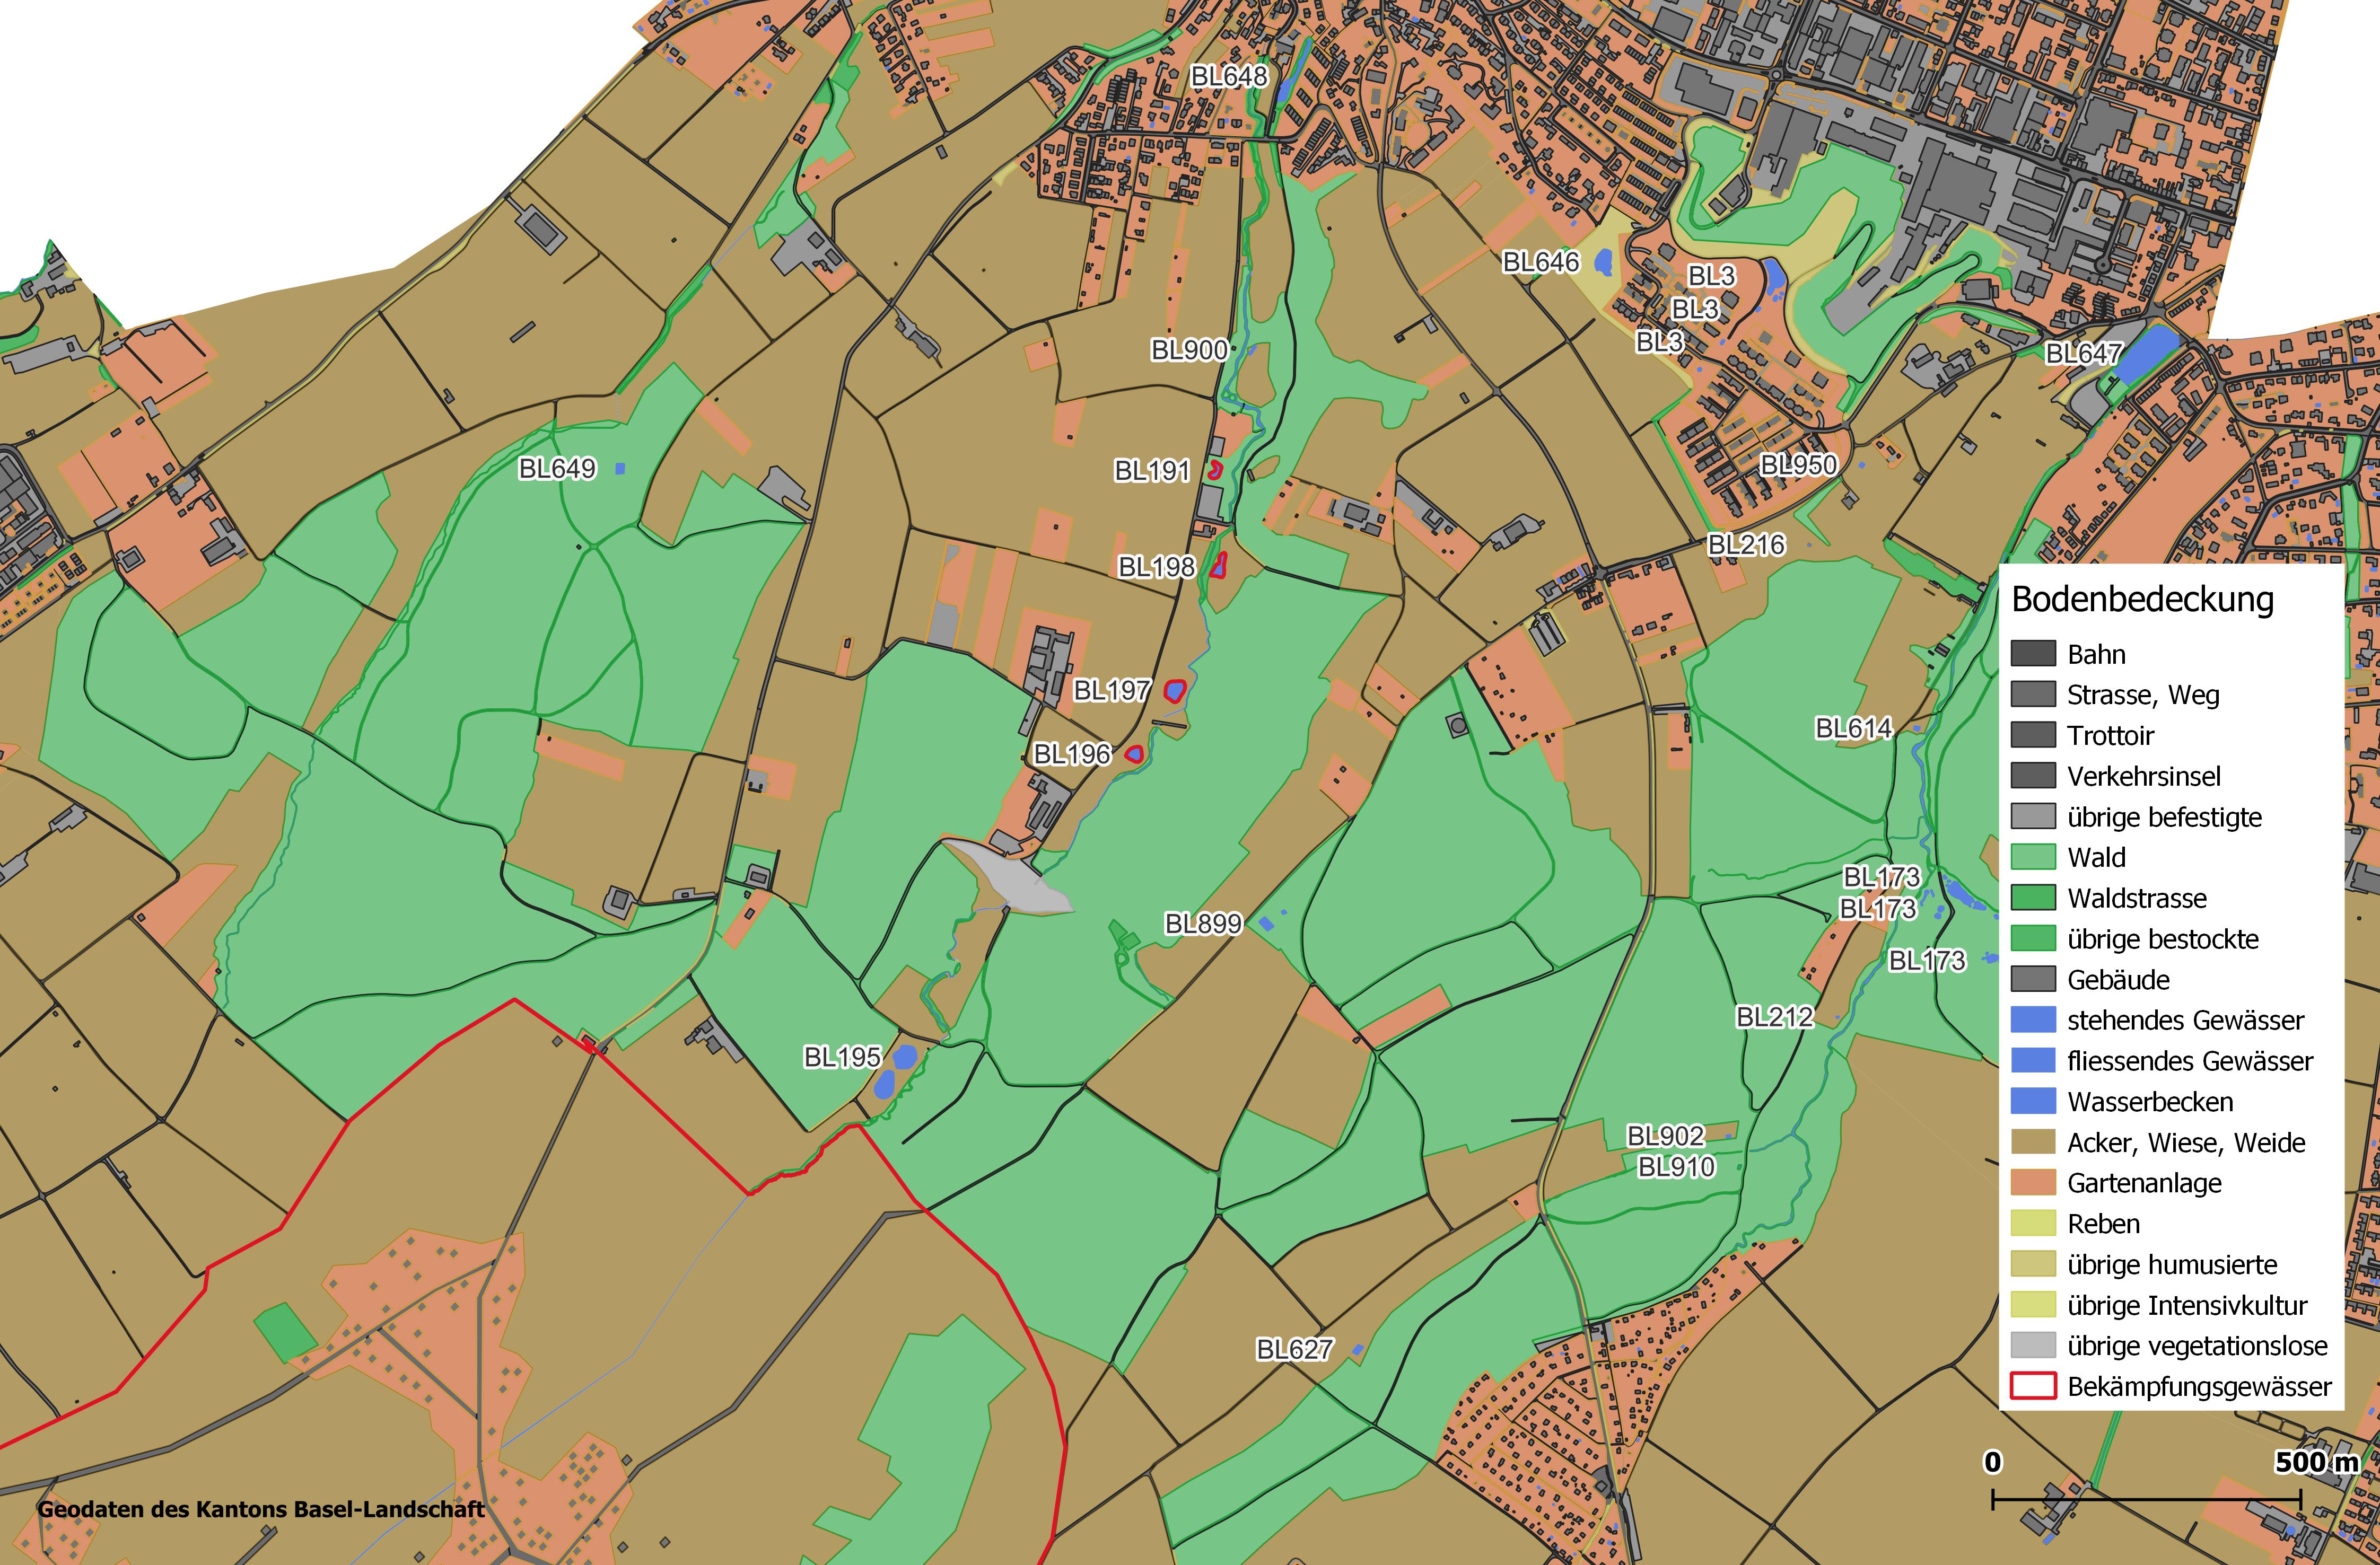 BL648
BL646
BL3
BL3
BL3
BL900
BL647
BL649
BL191
BL950
BL216
BL198
BL197
BL196
BL614
BL173
BL173
BL899
BL173
BL212
BL195
BL902
BL910
BL627
Bodenbedeckung
Bahn
Strasse, Weg
Trottoir
Verkehrsinsel
übrige befestigte
Wald
Waldstrasse
übrige bestockte
Gebäude
stehendes Gewässer
fliessendes Gewässer
Wasserbecken
Acker, Wiese, Weide
Gartenanlage
Reben
übrige humusierte
übrige Intensivkultur
übrige vegetationslose
Bekämpfungsgewässer
0 500 m
Geodaten des Kantons Basel-Landschaft